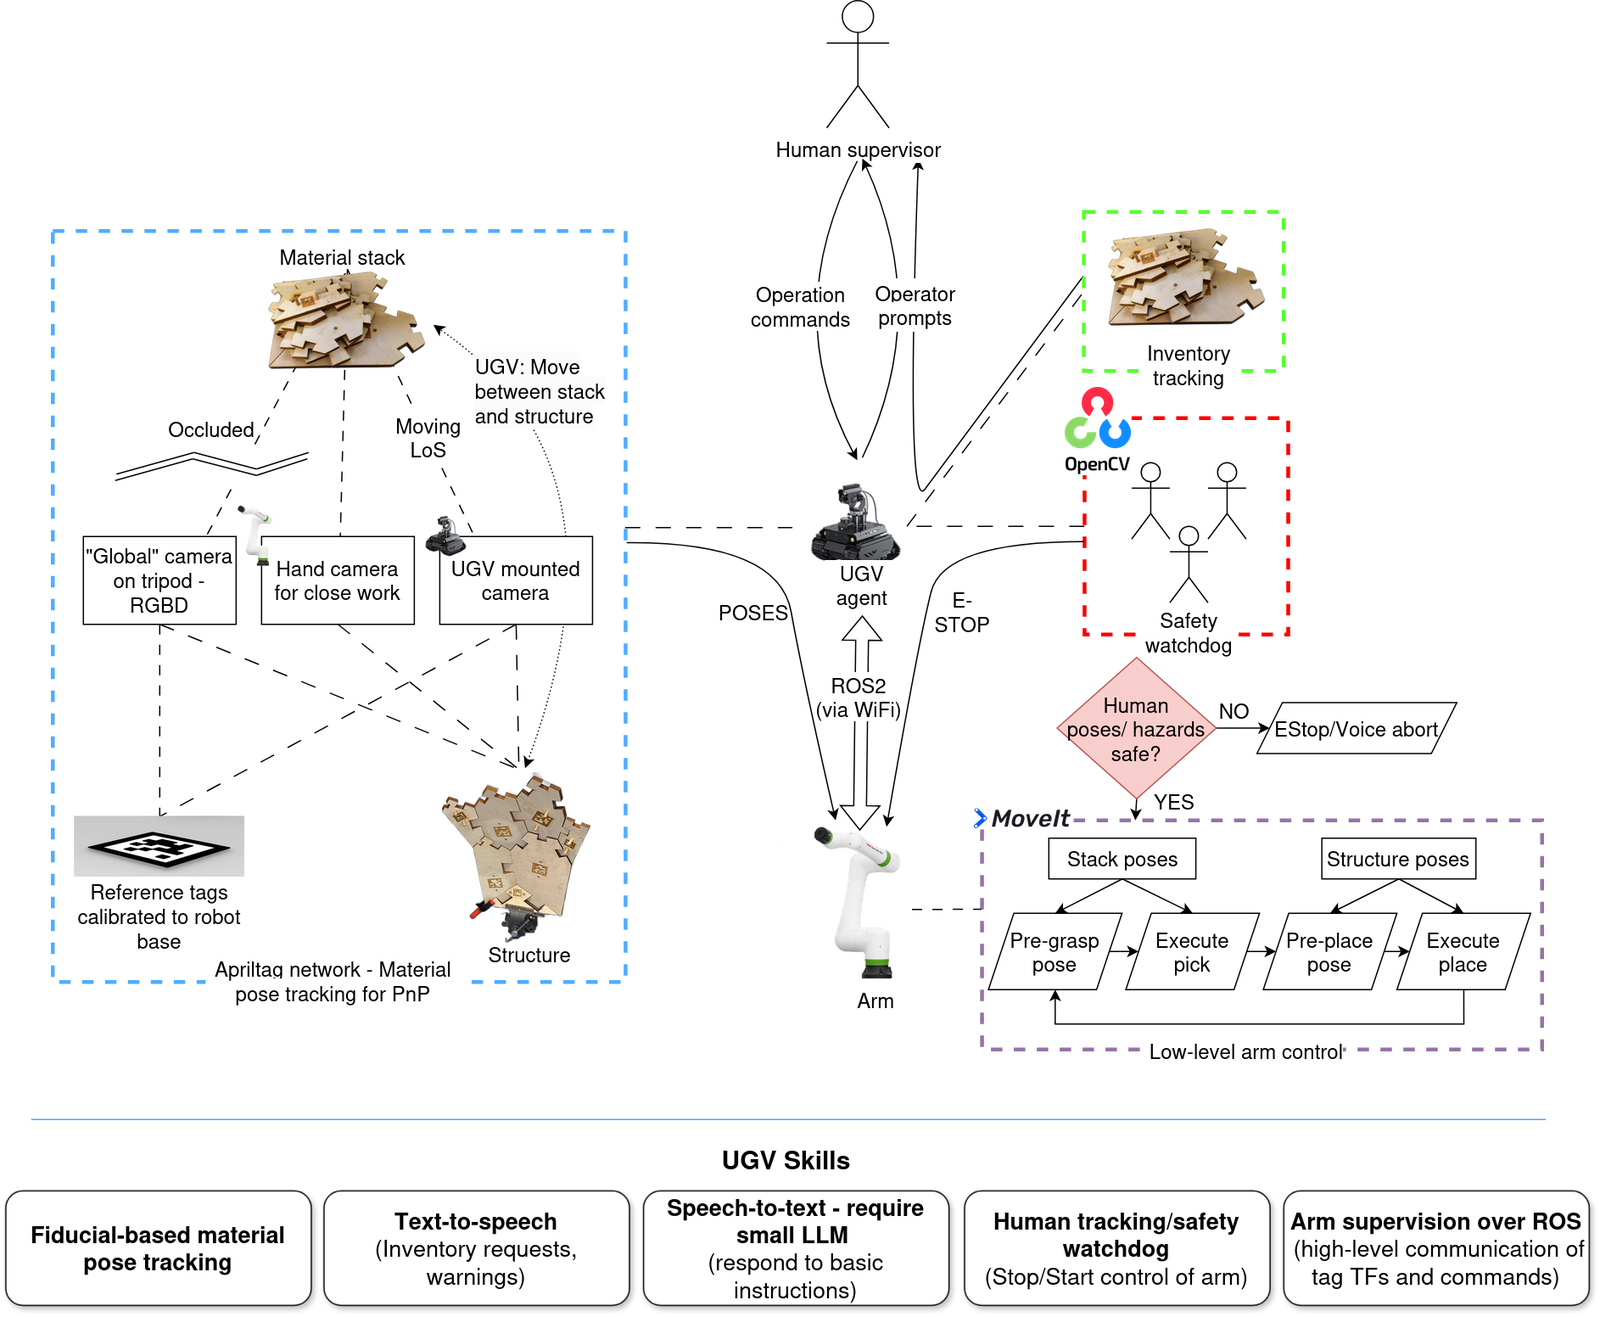 Human supervisor
Operation
commands
Operator
prompts
Material stack
UGV: Move
between stack
and structure
Occluded
Moving
LoS
"Global" camera
on tripod -
RGBD
Hand camera
for close work
UGV mounted
camera
Reference tags
calibrated to robot
base
Structure
Apriltag network - Material
pose tracking for PnP
Inventory
tracking
OpenCV
Safety
watchdog
UGV
agent
POSES
E-
STOP
ROS2
(via WiFi)
Arm
Human
poses/ hazards
safe?
NO
EStop/Voice abort
YES
MoveIt
Stack poses
Structure poses
Pre-grasp
pose
Execute
pick
Pre-place
pose
Execute
place
Low-level arm control
UGV Skills
Fiducial-based material
pose tracking
Text-to-speech
(Inventory requests,
warnings)
Speech-to-text - require
small LLM
(respond to basic
instructions)
Human tracking/safety
watchdog
(Stop/Start control of arm)
Arm supervision over ROS
(high-level communication of
tag TFs and commands)